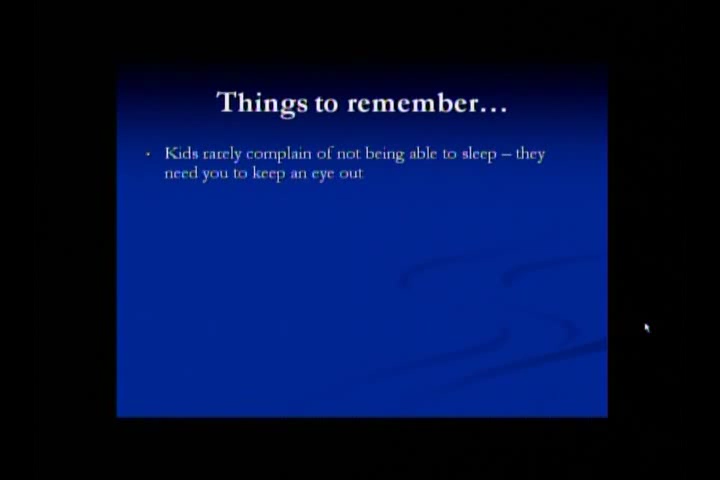 Things to remember…
· Kids rarely complain of not being able to sleep – they
need you to keep an eye out